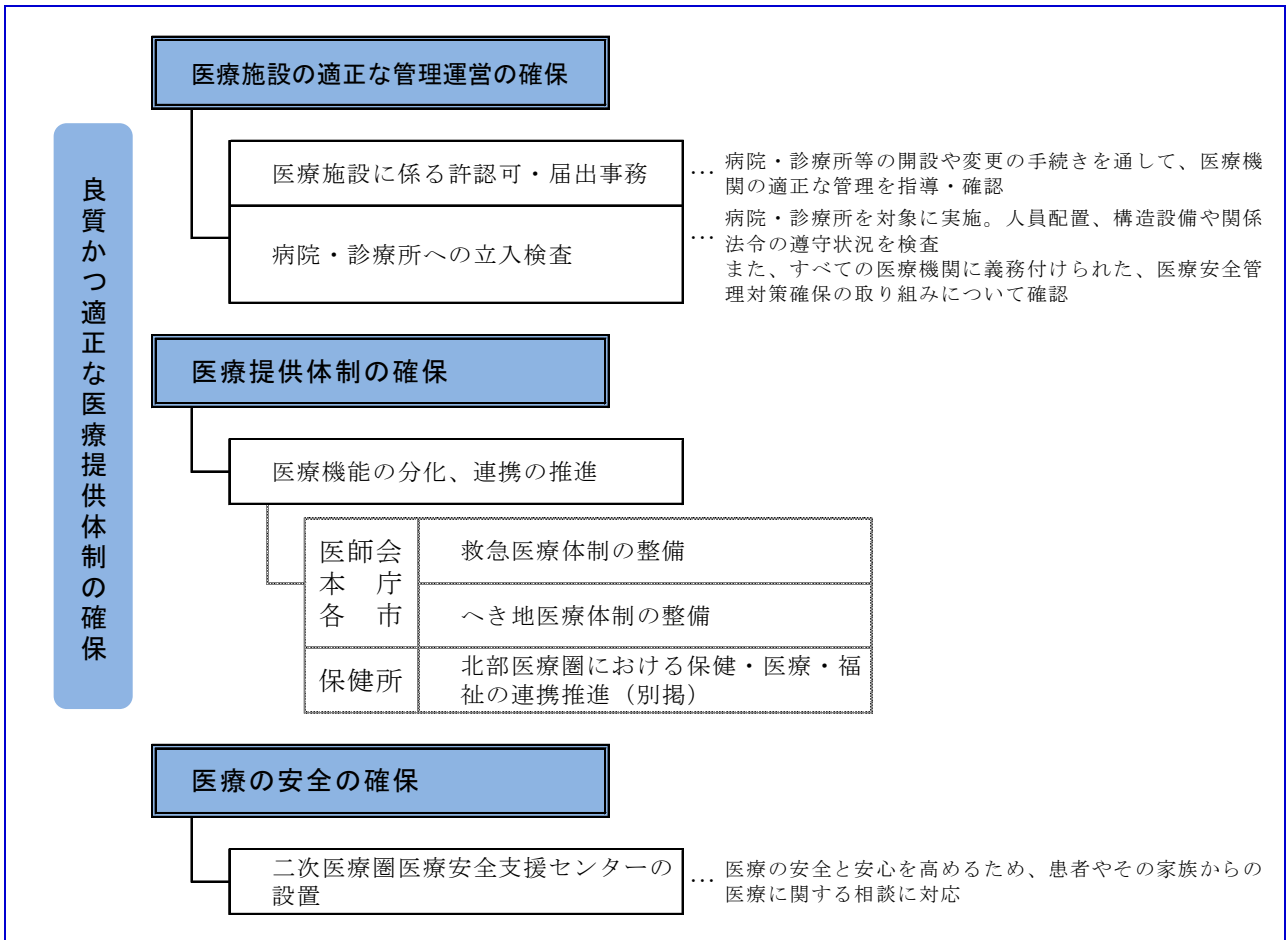 良質かつ適正な医療提供体制の確保
医療施設の適正な管理運営の確保
医療施設に係る許認可・届出事務
… 病院・診療所等の開設や変更の手続きを通して、医療機
関の適正な管理を指導・確認
病院・診療所への立入検査
… 病院・診療所を対象に実施。人員配置、構造設備や関係
法令の遵守状況を検査
また、すべての医療機関に義務付けられた、医療安全管
理対策確保の取り組みについて確認
医療提供体制の確保
医療機能の分化、連携の推進
医師会
本 庁
各 市
救急医療体制の整備
へき地医療体制の整備
保健所
北部医療圏における保健・医療・福
祉の連携推進（別掲）
医療の安全の確保
二次医療圏医療安全支援センターの
設置
… 医療の安全と安心を高めるため、患者やその家族からの
医療に関する相談に対応